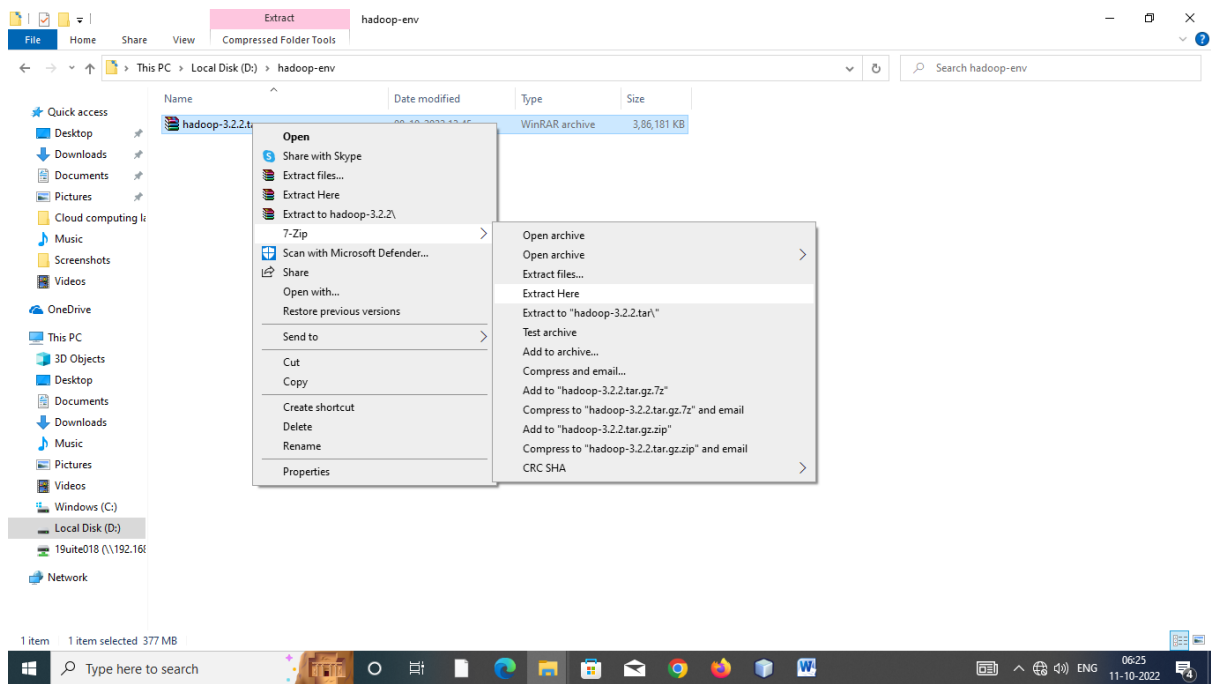 Extract
hadoop-env
File Home Share View Compressed Folder Tools
This PC > Local Disk (D:) > hadoop-env
Search hadoop-env
Name Date modified Type Size
hadoop-3.2.2.ta WinRAR archive 3,86,181 KB
Quick access
Desktop
Downloads
Documents
Pictures
Cloud computing la
Music
Screenshots
Videos
OneDrive
This PC
3D Objects
Desktop
Documents
Downloads
Music
Pictures
Videos
Windows (C:)
Local Disk (D:)
19uite018 (\\192.168
Network
Open
Share with Skype
Extract files...
Extract Here
Extract to hadoop-3.2.2\
7-Zip
Scan with Microsoft Defender...
Share
Open with...
Restore previous versions
Send to
Cut
Copy
Create shortcut
Delete
Rename
Properties
Open archive
Open archive
Extract files...
Extract Here
Extract to "hadoop-3.2.2.tar\"
Test archive
Add to archive...
Compress and email...
Add to "hadoop-3.2.2.tar.gz.7z"
Compress to "hadoop-3.2.2.tar.gz.7z" and email
Add to "hadoop-3.2.2.tar.gz.zip"
Compress to "hadoop-3.2.2.tar.gz.zip" and email
CRC SHA
1 item 1 item selected 377 MB
Type here to search
ENG
06:25
11-10-2022
4